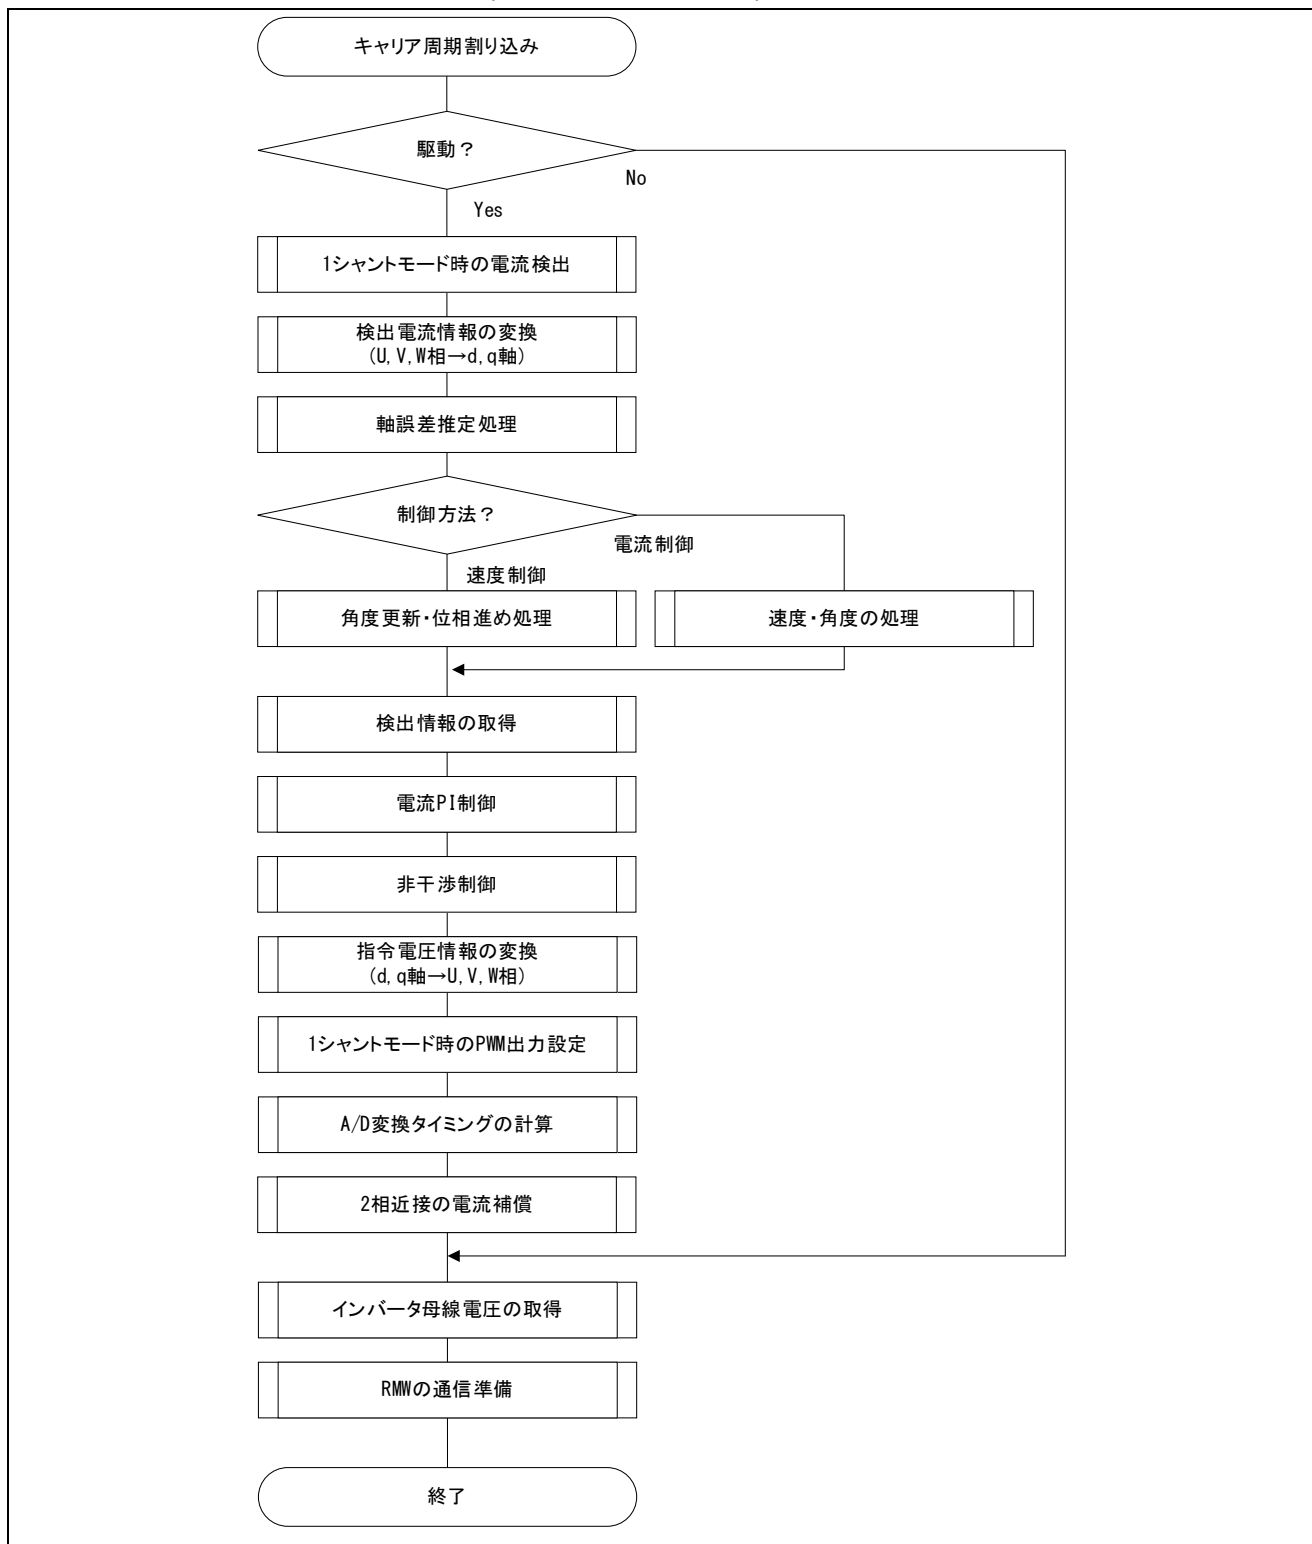 キャリア周期割り込み
駆動？
No
Yes
1シャントモード時の電流検出
検出電流情報の変換
(U,V,W相→d,q軸)
軸誤差推定処理
制御方法？
電流制御
速度制御
角度更新・位相進め処理
速度・角度の処理
検出情報の取得
電流PI制御
非干渉制御
指令電圧情報の変換
(d,q軸→U,V,W相)
1シャントモード時のPWM出力設定
A/D変換タイミングの計算
2相近接の電流補償
インバータ母線電圧の取得
RMWの通信準備
終了